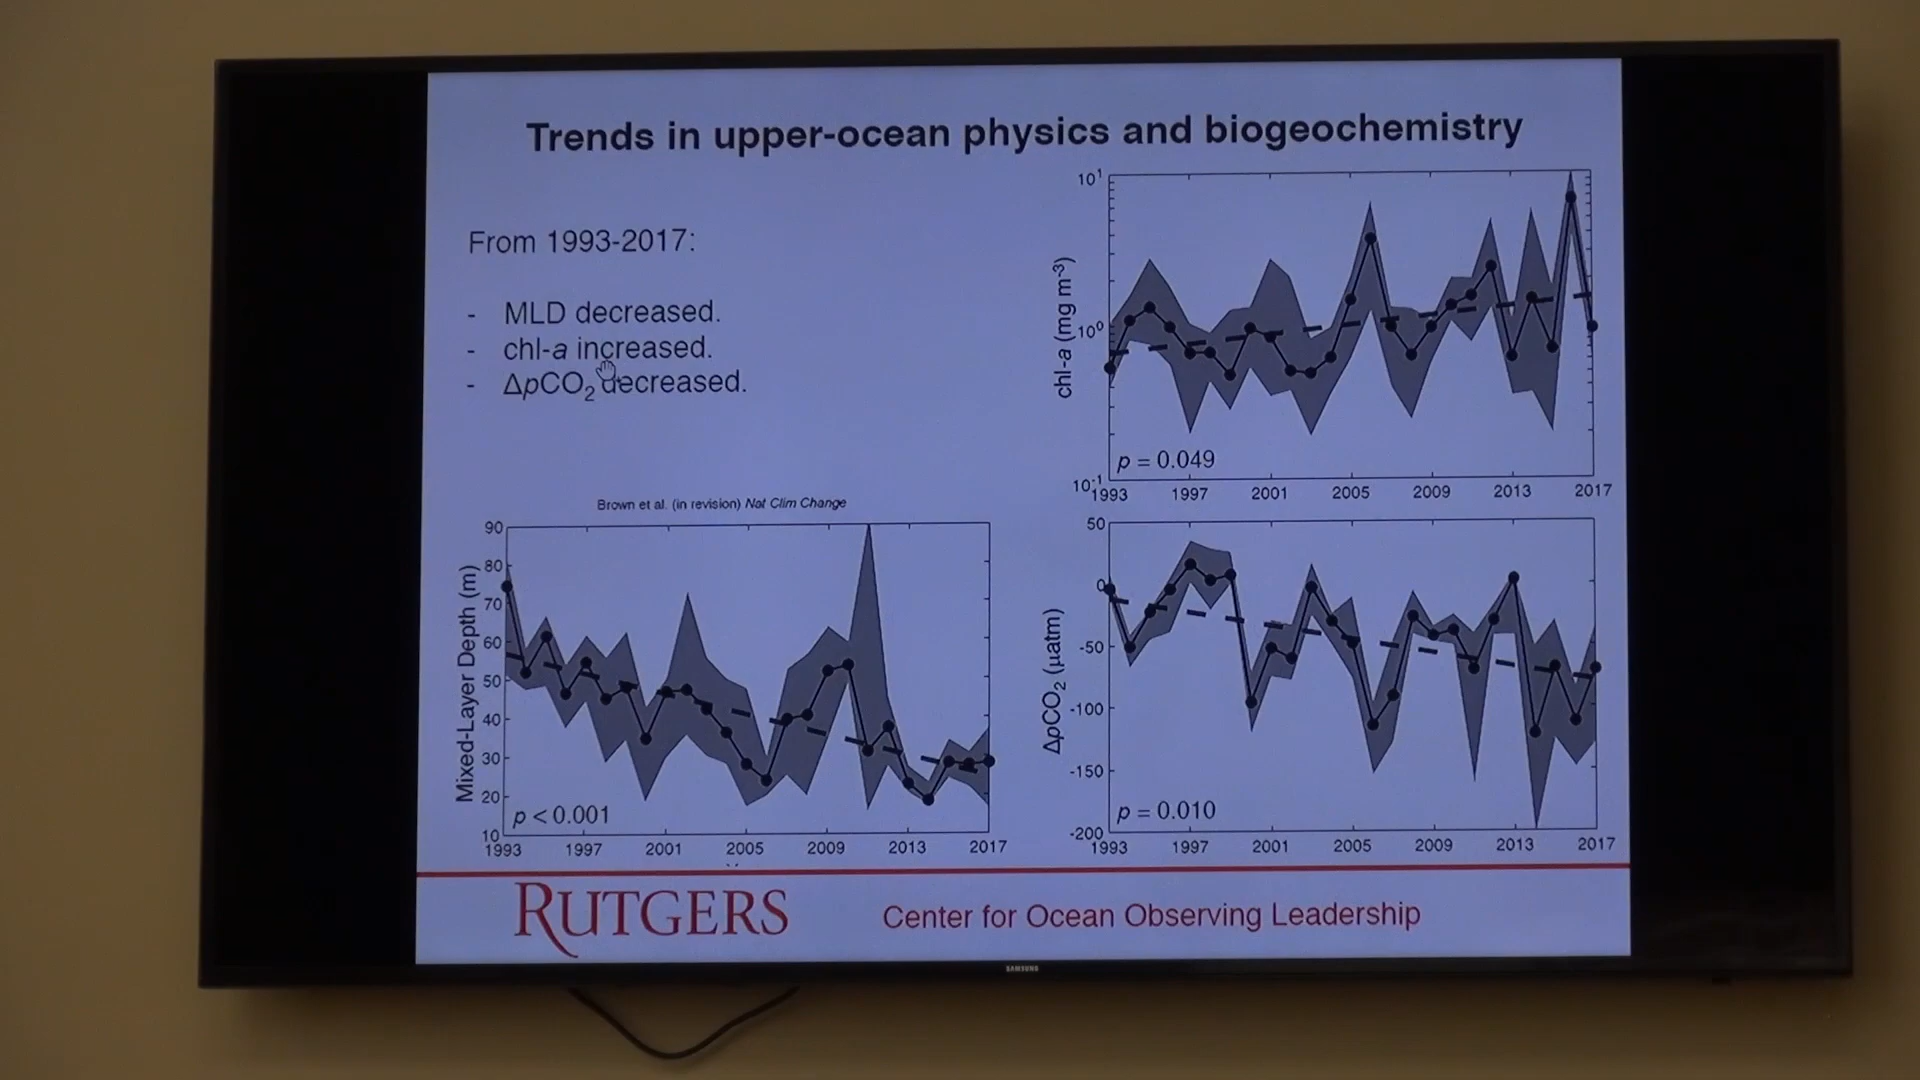 Trends in upper-ocean physics and biogeochemistry
From 1993-2017:
- MLD decreased.
- chl-a increased.
- ΔpCO₂ decreased.
10¹
10⁰
10⁻¹
chl-a (mg m⁻³)
p = 0.049
1993 1997 2001 2005 2009 2013 2017
Brown et al. (in revision) Nat Clim Change
90
80
70
60
50
40
30
20
10
Mixed-Layer Depth (m)
p < 0.001
1993 1997 2001 2005 2009 2013 2017
50
0
-50
-100
-150
-200
ΔpCO₂ (μatm)
p = 0.010
1993 1997 2001 2005 2009 2013 2017
RUTGERS
Center for Ocean Observing Leadership
SAMSUNG